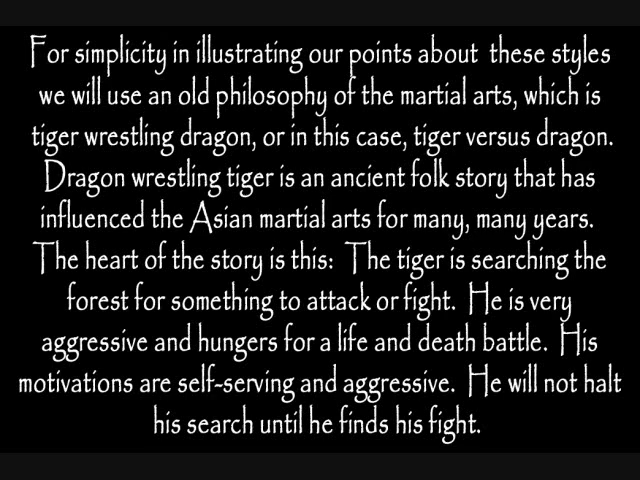 For simplicity in illustrating our points about  these styles
we will use an old philosophy of the martial arts, which is
tiger wrestling dragon, or in this case, tiger versus dragon.
Dragon wrestling tiger is an ancient folk story that has
influenced the Asian martial arts for many, many years.
The heart of the story is this:  The tiger is searching the
forest for something to attack or fight.  He is very
aggressive and hungers for a life and death battle.  His
motivations are self-serving and aggressive.  He will not halt
his search until he finds his fight.